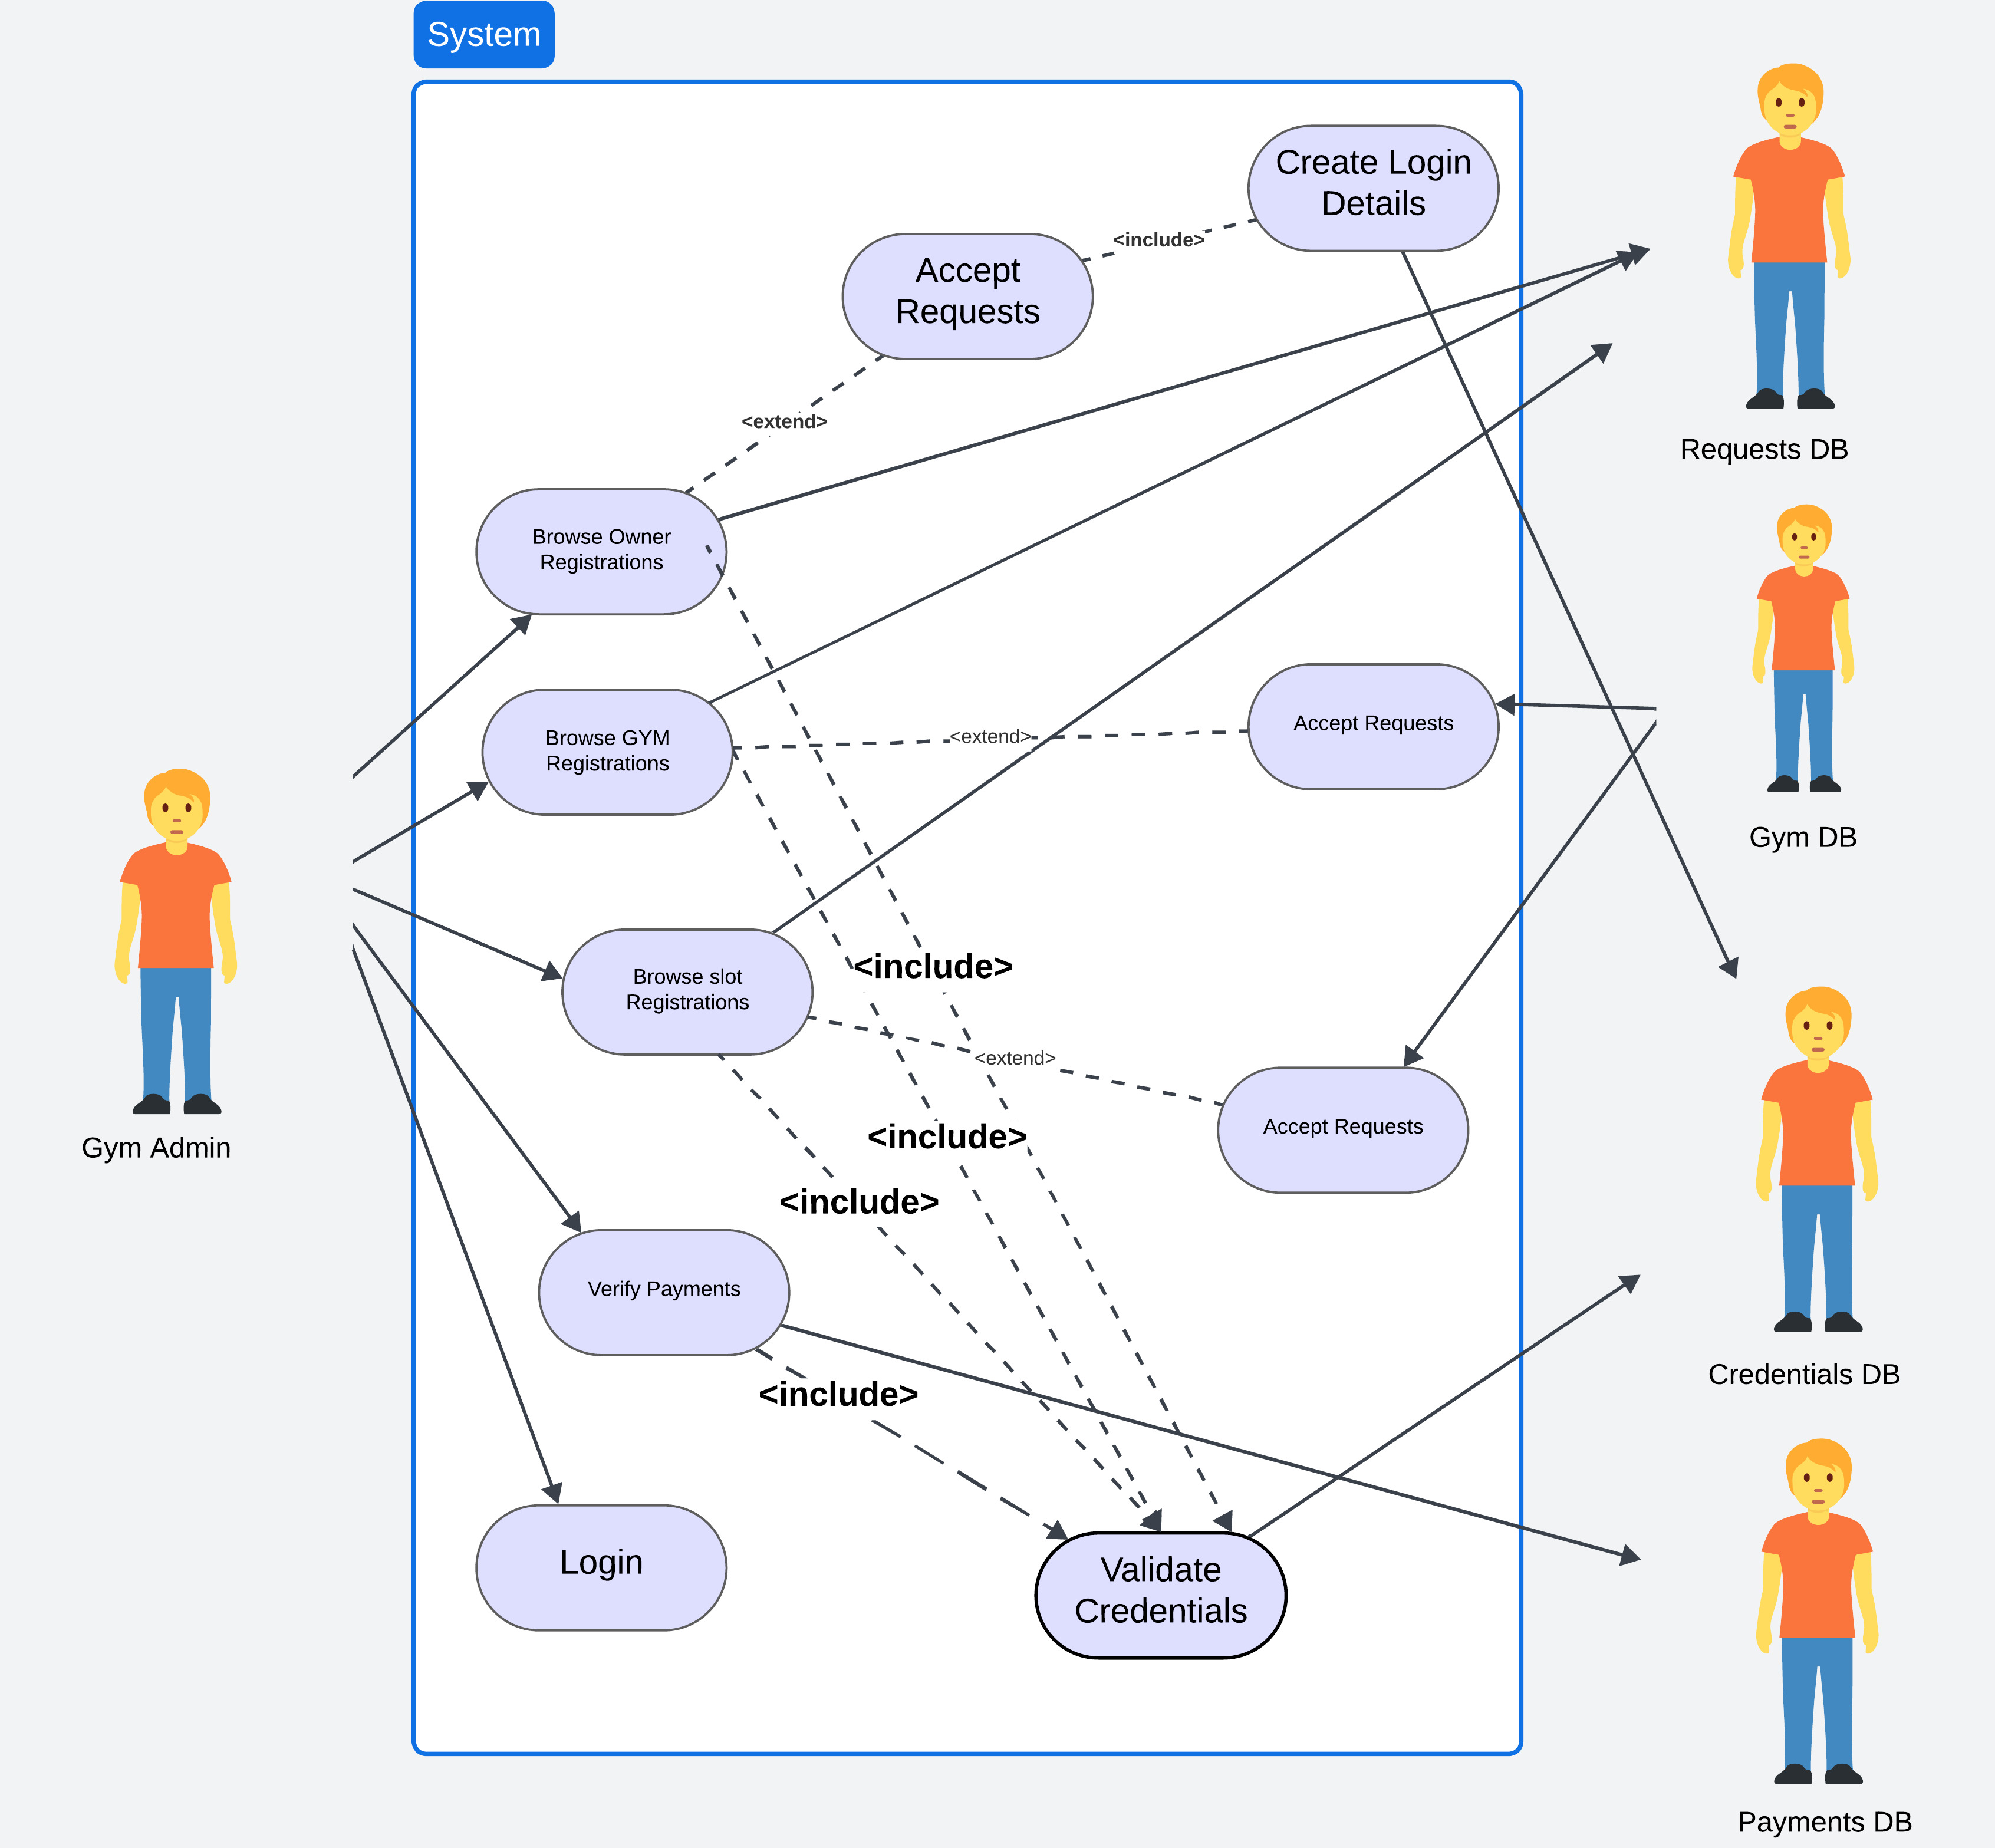 System
Create Login
Details
<include>
Accept
Requests
<extend>
Requests DB
Browse Owner
Registrations
Browse GYM
Registrations
<extend>
Accept Requests
Gym DB
Browse slot
Registrations
<include>
<extend>
Accept Requests
<include>
Gym Admin
<include>
Verify Payments
<include>
Credentials DB
Login
Validate
Credentials
Payments DB